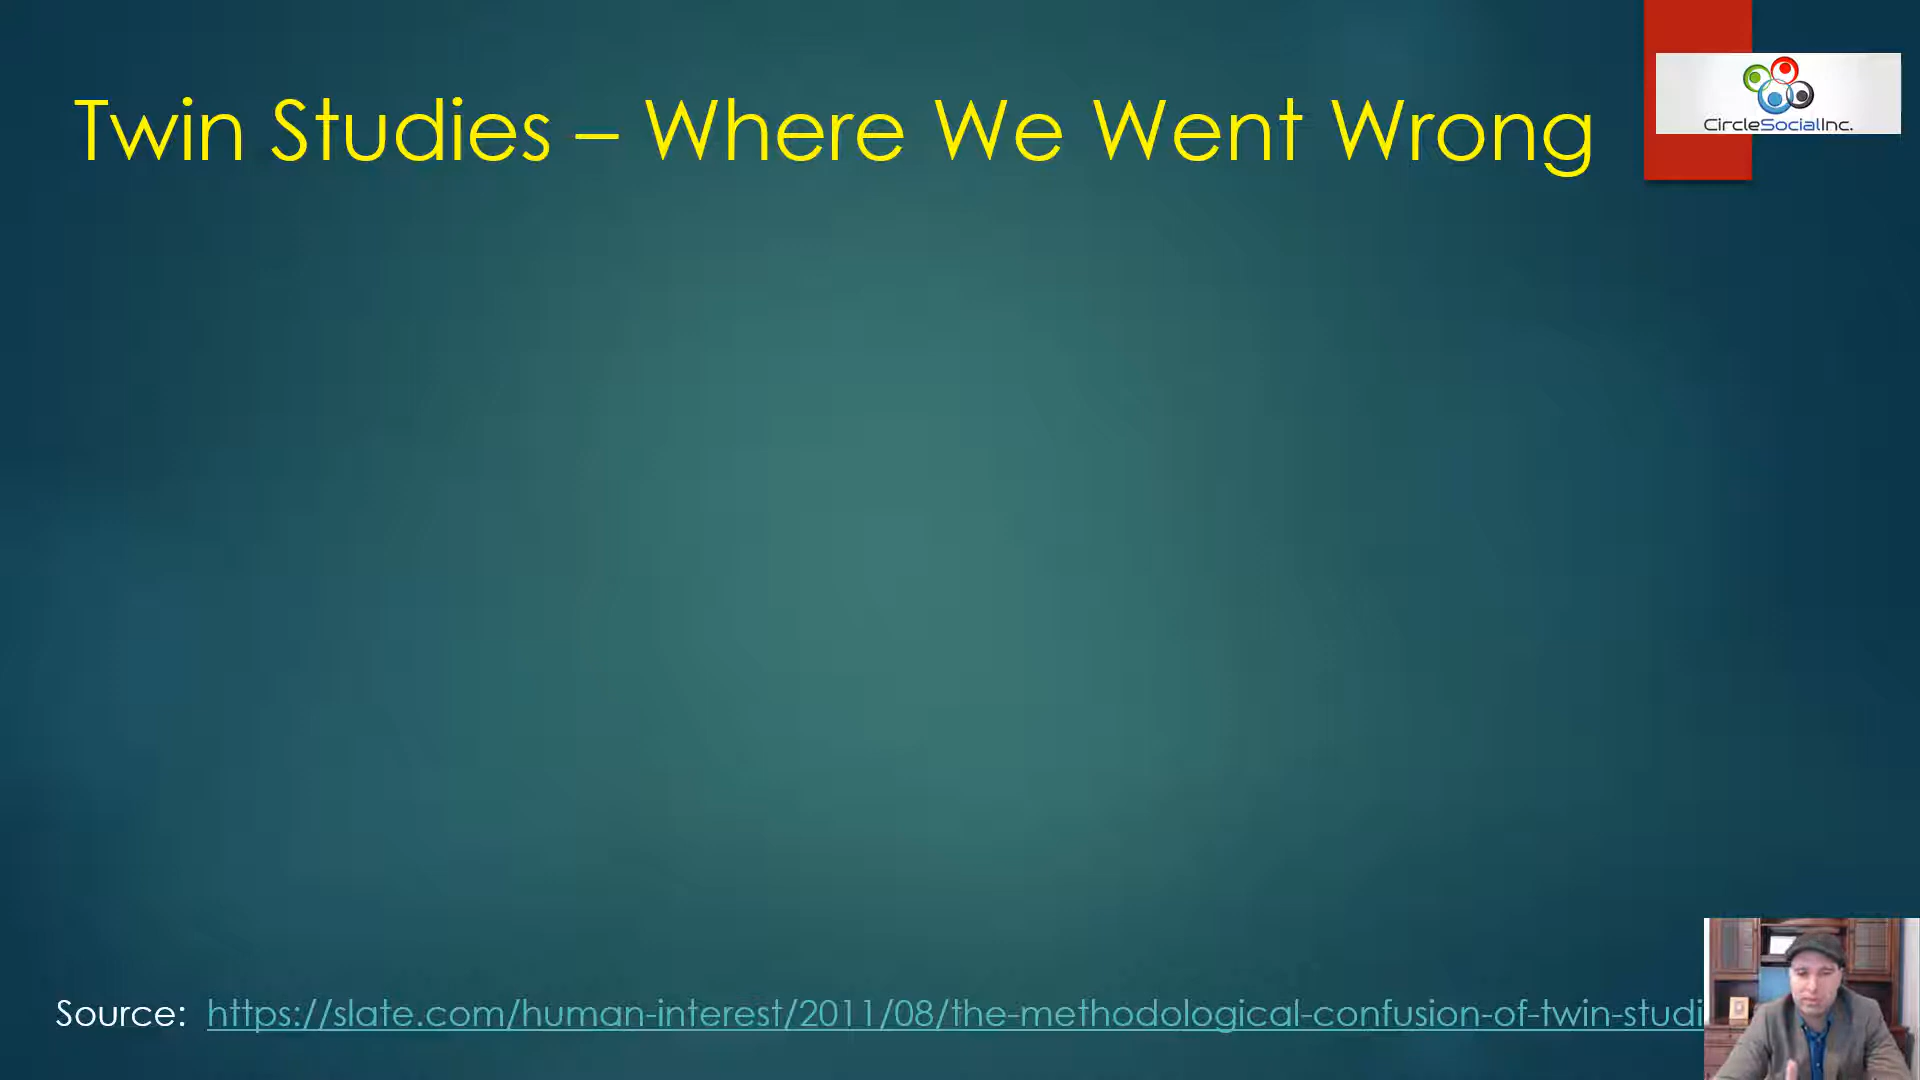 Twin Studies – Where We Went Wrong
CircleSocialInc.
Source: https://slate.com/human-interest/2011/08/the-methodological-confusion-of-twin-studi